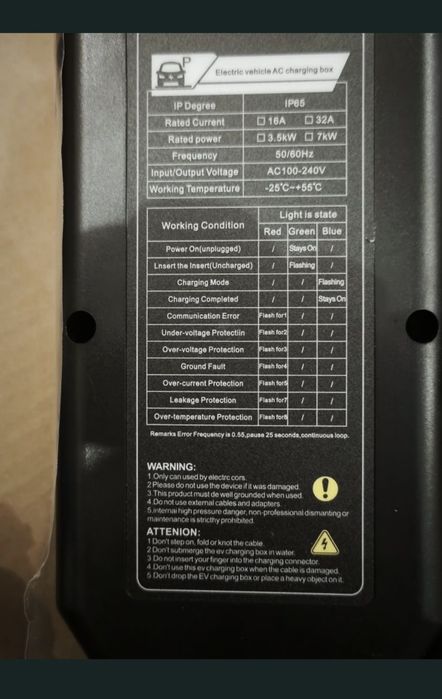 P
Electric vehicle AC charging box
IP Degree IP65
Rated Current ☐ 16A ☐ 32A
Rated power ☐ 3.5kW ☐ 7kW
Frequency 50/60Hz
Input/Output Voltage AC100-240V
Working Temperature -25℃~+55℃
Working Condition Light is state
Red Green Blue
Power On(unplugged) / Stays On /
Lnsert the Insert(Uncharged) / Flashing /
Charging Mode / / Flashing
Charging Completed / / Stays On
Communication Error Flash for1 / /
Under-voltage Protectiin Flash for2 / /
Over-voltage Protection Flash for3 / /
Ground Fault Flash for4 / /
Over-current Protection Flash for5 / /
Leakage Protection Flash for7 / /
Over-temperature Protection Flash for8 / /
Remarks Error Frequency is 0.5S,pause 25 seconds,continuous loop.
WARNING:
1.Only can used by electrc cors.
2.Please do not use the device if it was damaged.
3.This product must de well grounded when used.
4.Do not use external cables and adapters.
5.internal high pressure danger, non-professional dismanting or
maintenance is stricthy prohibited.
ATTENION:
1 Don't step on, fold or knot the cable.
2 Don't submerge the ev charging box in water.
3 Do not insert your finger into the charging connector.
4 Don't use this ev charging box when the cable is damaged.
5 Don't drop the EV charging box or place a heavy object on it.